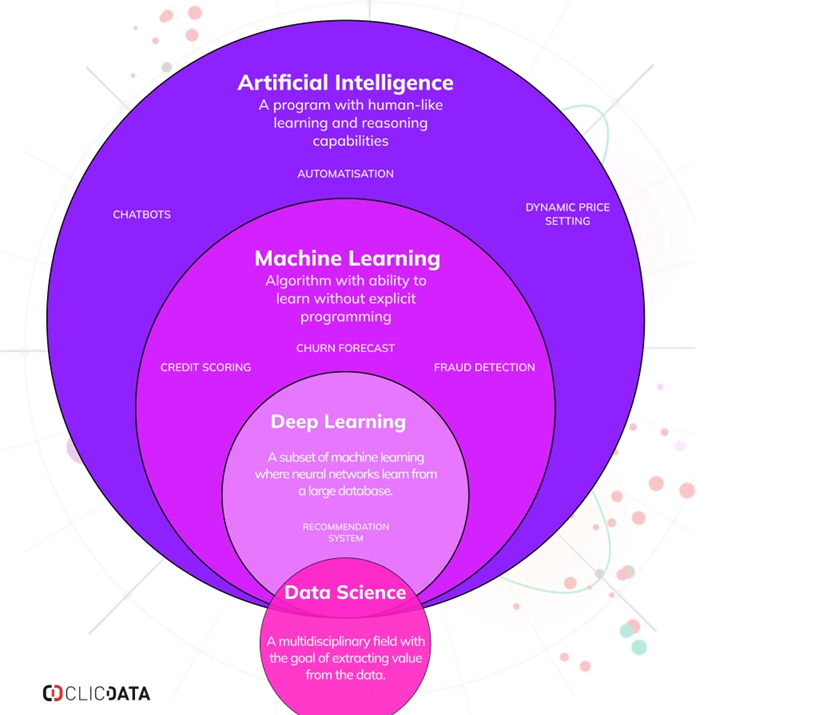 Artificial Intelligence
A program with human-like
learning and reasoning
capabilities
AUTOMATISATION
CHATBOTS
DYNAMIC PRICE
SETTING
Machine Learning
Algorithm with ability to
learn without explicit
programming
CHURN FORECAST
CREDIT SCORING
FRAUD DETECTION
Deep Learning
A subset of machine learning
where neural networks learn from
a large database.
RECOMMENDATION
SYSTEM
Data Science
A multidisciplinary field with
the goal of extracting value
from the data.
CLICDATA